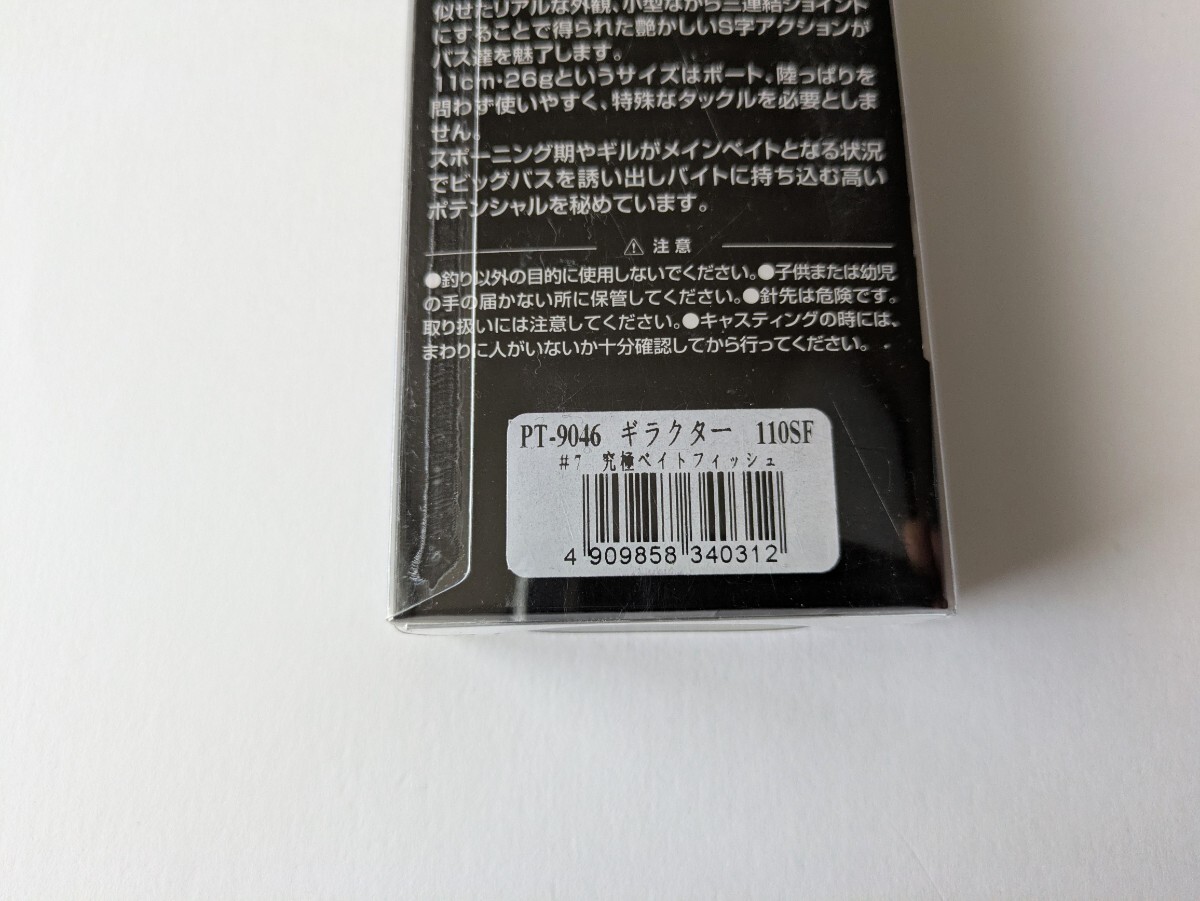 似せたリアルな外観、小型ながら三連結ジョイント
にすることで得られた艶かしいS字アクションが
バス達を魅了します。
11cm・26gというサイズはボート、陸っぱりを
問わず使いやすく、特殊なタックルを必要としま
せん。
スポーニング期やギルがメインベイトとなる状況
でビッグバスを誘い出しバイトに持ち込む高い
ポテンシャルを秘めています。
⚠ 注意
●釣り以外の目的に使用しないでください。●子供または幼児
の手の届かない所に保管してください。●針先は危険です。
取り扱いには注意してください。●キャスティングの時には、
まわりに人がいないか十分確認してから行ってください。
PT-9046 ギラクター 110SF
#7 究極ベイトフィッシュ
4 909858 340312